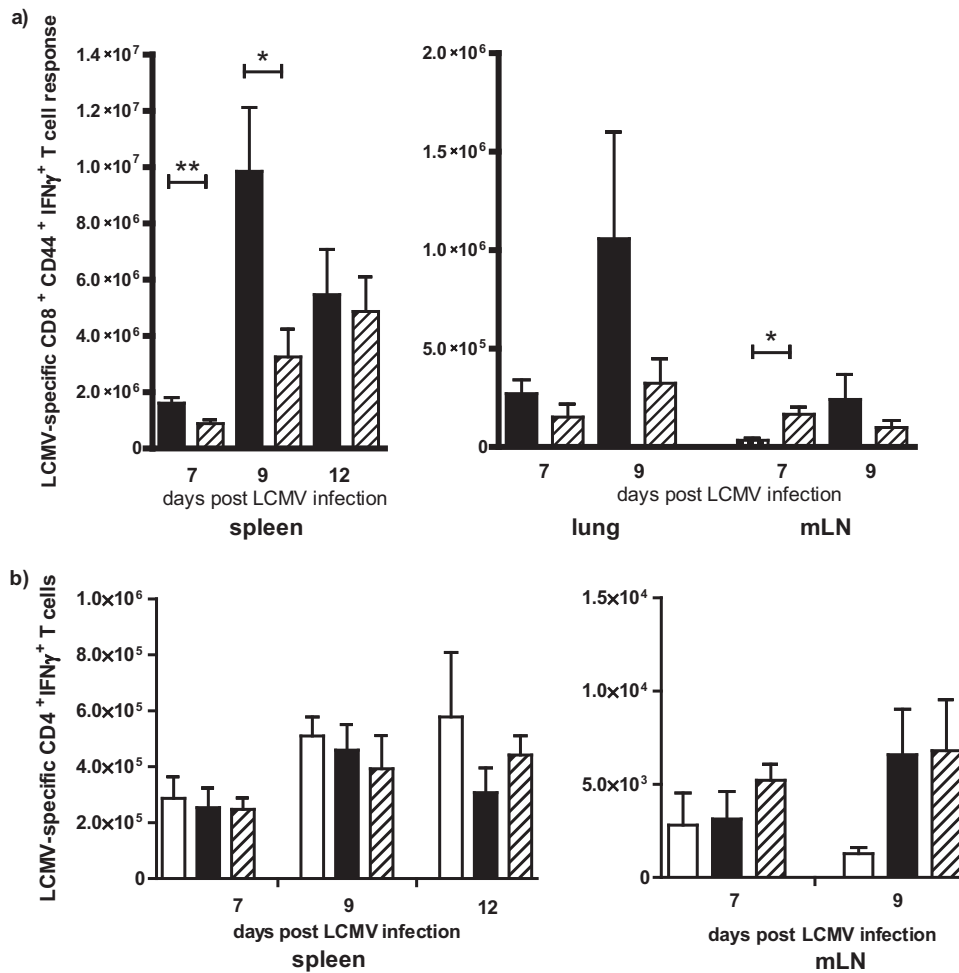 a)
LCMV-specific CD8 + CD44 + IFNγ+ T cell response
1.4×10⁷
1.2×10⁷
1.0×10⁷
8.0×10⁶
6.0×10⁶
4.0×10⁶
2.0×10⁶
0
**
*
7 9 12
days post LCMV infection
spleen
2.0×10⁶
1.5×10⁶
1.0×10⁶
5.0×10⁵
0
*
7 9 7 9
days post LCMV infection
lung mLN
b)
LCMV-specific CD4 +IFNγ+ T cells
1.0×10⁶
8.0×10⁵
6.0×10⁵
4.0×10⁵
2.0×10⁵
0
7 9 12
days post LCMV infection
spleen
1.5×10⁴
1.0×10⁴
5.0×10³
0
7 9
days post LCMV infection
mLN